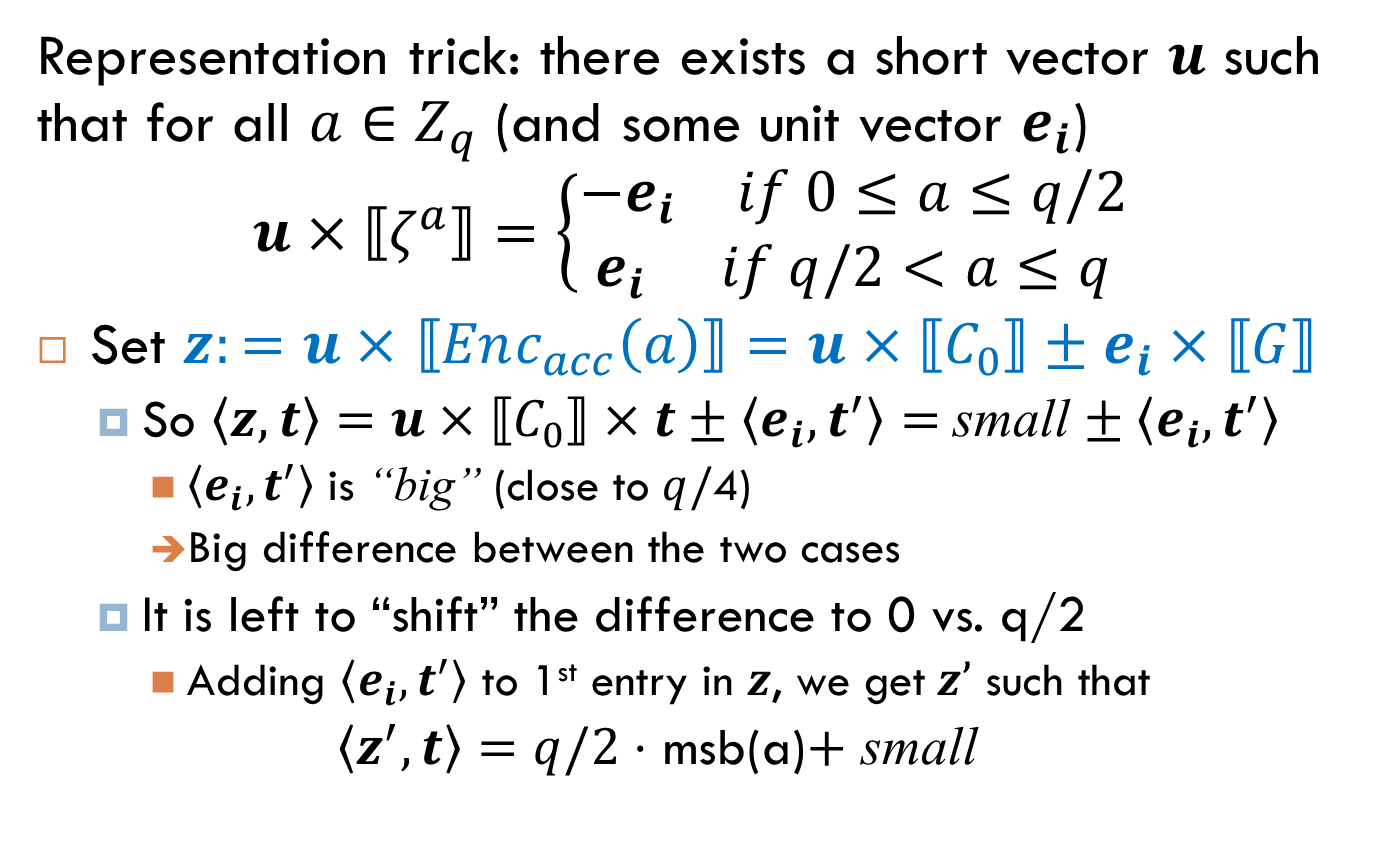 Representation trick: there exists a short vector 𝒖 such
that for all 𝑎 ∈ 𝑍_𝑞 (and some unit vector 𝒆_𝒊)
𝒖 × ⟦𝜁^𝑎⟧ = { −𝒆_𝒊 𝑖𝑓 0 ≤ 𝑎 ≤ 𝑞/2
𝒆_𝒊 𝑖𝑓 𝑞/2 < 𝑎 ≤ 𝑞
Set 𝒛: = 𝒖 × ⟦𝐸𝑛𝑐_𝑎𝑐𝑐(𝑎)⟧ = 𝒖 × ⟦𝐶_0⟧ ± 𝒆_𝒊 × ⟦𝐺⟧
So ⟨𝒛, 𝒕⟩ = 𝒖 × ⟦𝐶_0⟧ × 𝒕 ± ⟨𝒆_𝒊, 𝒕′⟩ = small ± ⟨𝒆_𝒊, 𝒕′⟩
⟨𝒆_𝒊, 𝒕′⟩ is “big” (close to 𝑞/4)
➔Big difference between the two cases
It is left to “shift” the difference to 0 vs. q/2
Adding ⟨𝒆_𝒊, 𝒕′⟩ to 1st entry in 𝒛, we get 𝒛’ such that
⟨𝒛′, 𝒕⟩ = 𝑞/2 · msb(a)+ small